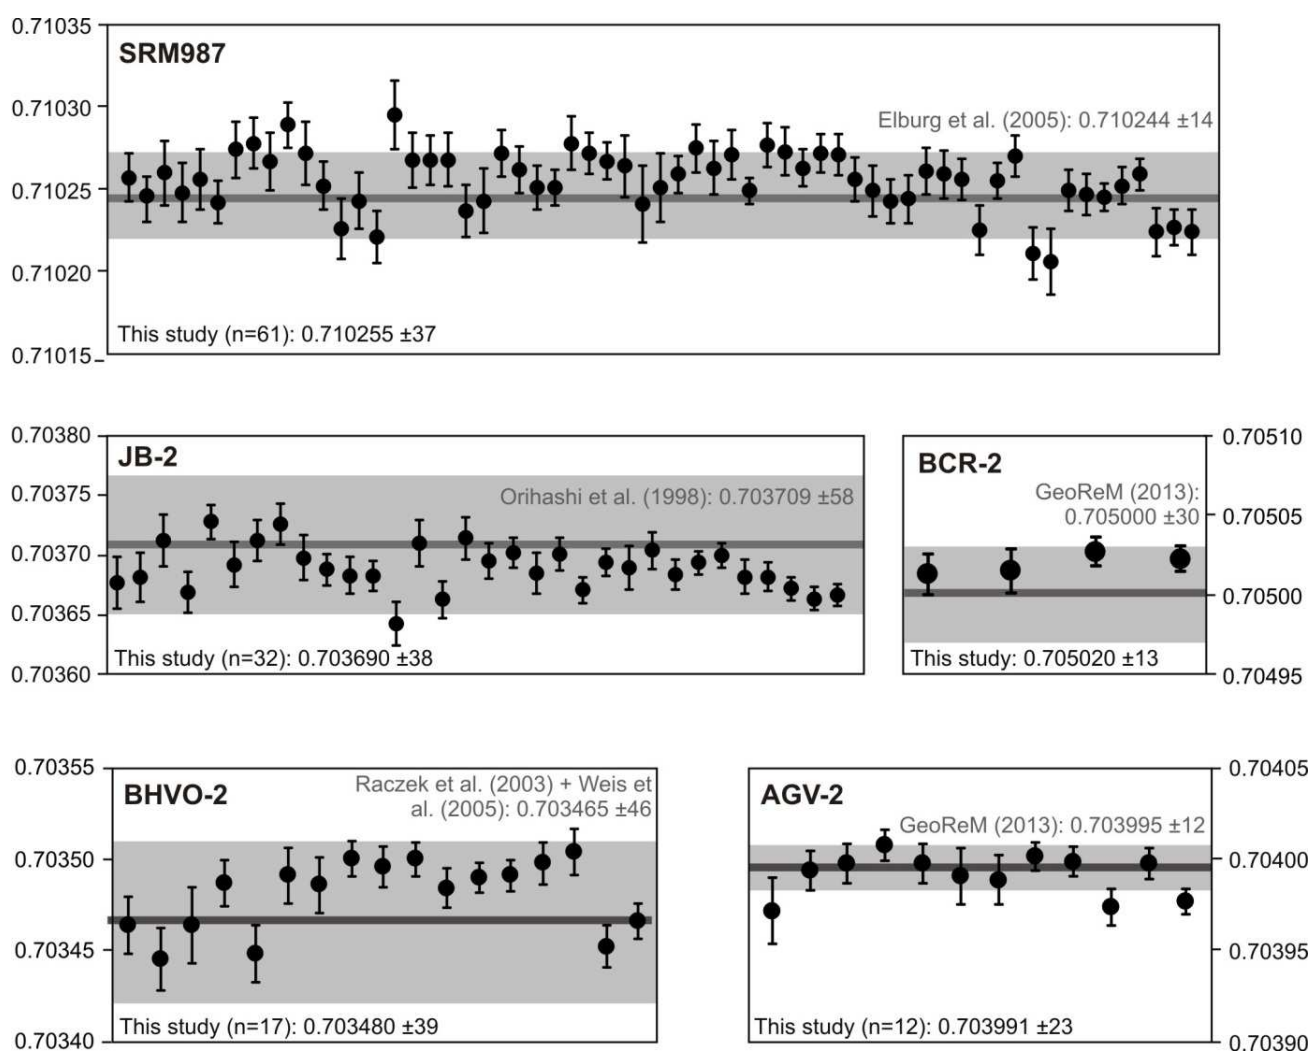 0.71035
SRM987
0.71030
Elburg et al. (2005): 0.710244 ±14
0.71025
0.71020
This study (n=61): 0.710255 ±37
0.71015
0.70380
JB-2
0.70375
Orihashi et al. (1998): 0.703709 ±58
0.70370
0.70365
This study (n=32): 0.703690 ±38
0.70360
0.70510
BCR-2
GeoReM (2013):
0.705000 ±30
0.70505
0.70500
This study: 0.705020 ±13
0.70495
0.70355
BHVO-2
Raczek et al. (2003) + Weis et
al. (2005): 0.703465 ±46
0.70350
0.70345
This study (n=17): 0.703480 ±39
0.70340
0.70405
AGV-2
GeoReM (2013): 0.703995 ±12
0.70400
0.70395
This study (n=12): 0.703991 ±23
0.70390